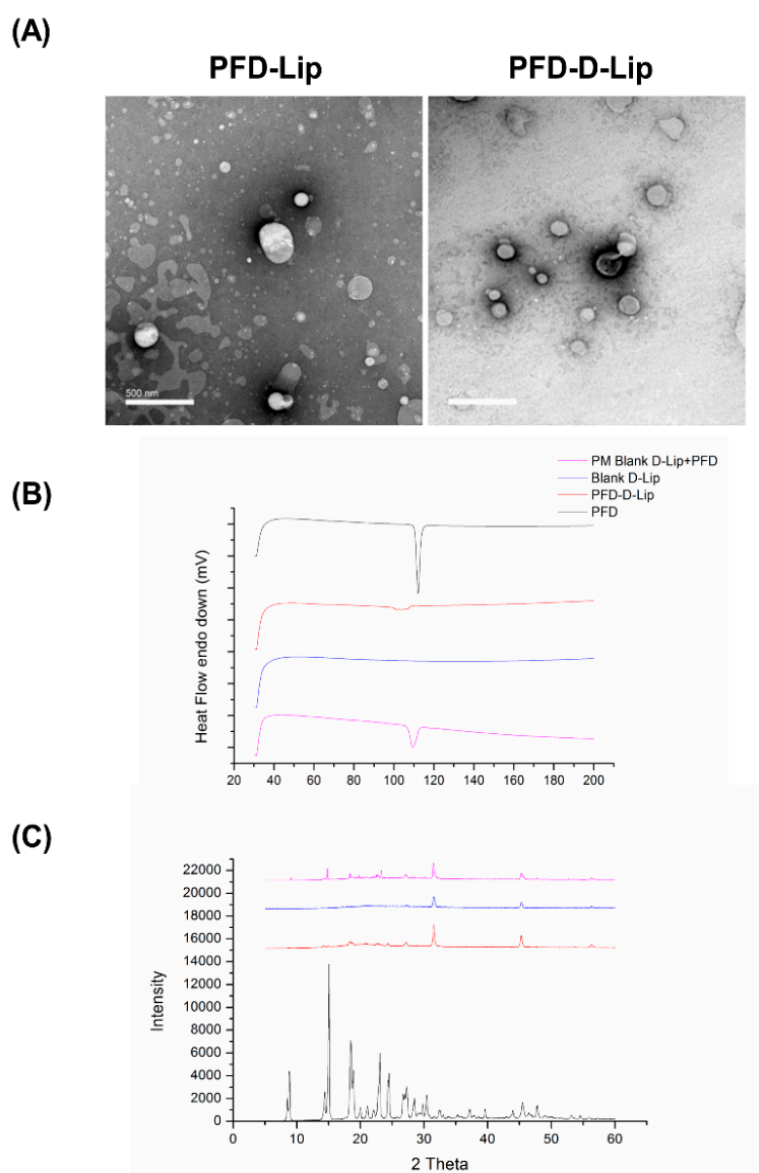 (A)
PFD-Lip PFD-D-Lip
500 nm
(B)
PM Blank D-Lip+PFD
Blank D-Lip
PFD-D-Lip
PFD
Heat Flow endo down (mV)
20 40 60 80 100 120 140 160 180 200
(C)
22000
20000
18000
16000
14000
12000
10000
8000
6000
4000
2000
0
Intensity
0 10 20 30 40 50 60
2 Theta